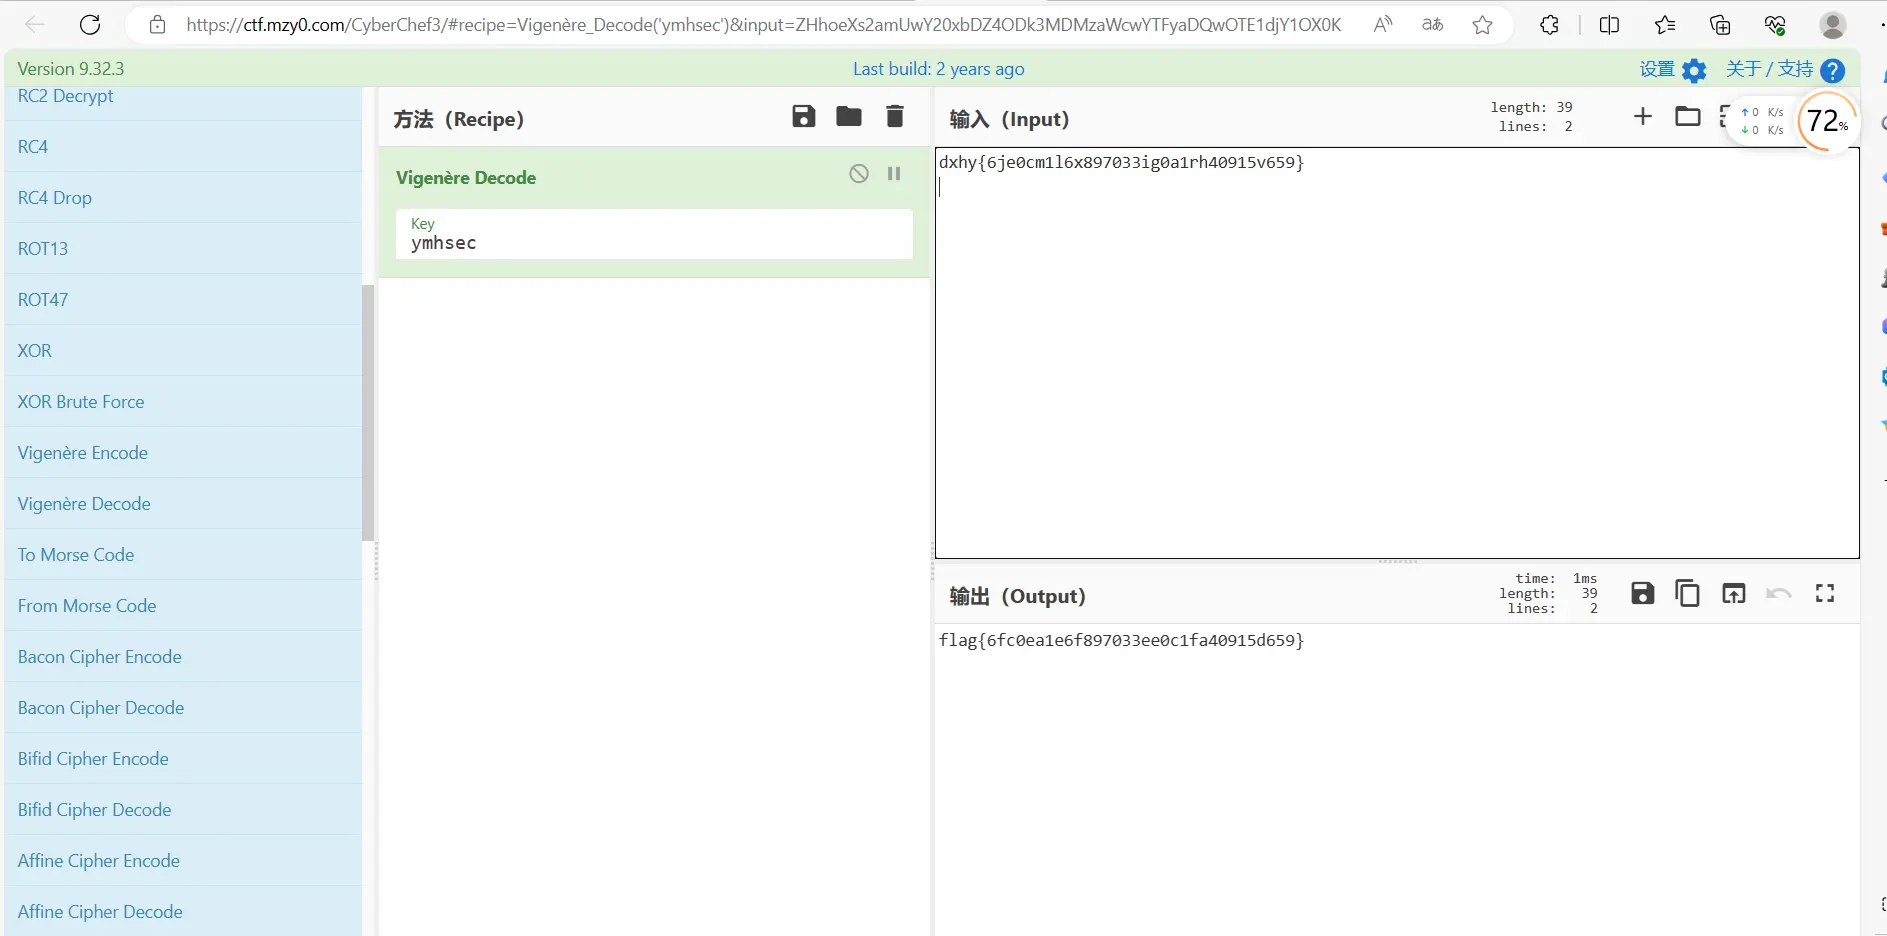 https://ctf.mzy0.com/CyberChef3/#recipe=Vigenère_Decode('ymhsec')&input=ZHhoeXs2amUwY20xbDZ4ODk3MDMzaWcwYTFyaDQwOTE1djY1OX0K
Version 9.32.3
Last build: 2 years ago
设置
关于 / 支持
RC2 Decrypt
RC4
RC4 Drop
ROT13
ROT47
XOR
XOR Brute Force
Vigenère Encode
Vigenère Decode
To Morse Code
From Morse Code
Bacon Cipher Encode
Bacon Cipher Decode
Bifid Cipher Encode
Bifid Cipher Decode
Affine Cipher Encode
Affine Cipher Decode
方法（Recipe）
Vigenère Decode
Key
ymhsec
输入（Input）
length: 39
lines: 2
↑ 0 K/s
↓ 0 K/s
72%
dxhy{6je0cm1l6x897033ig0a1rh40915v659}
输出（Output）
time: 1ms
length: 39
lines: 2
flag{6fc0ea1e6f897033ee0c1fa40915d659}